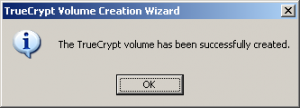 TrueCrypt Volume Creation Wizard
The TrueCrypt volume has been successfully created.
OK